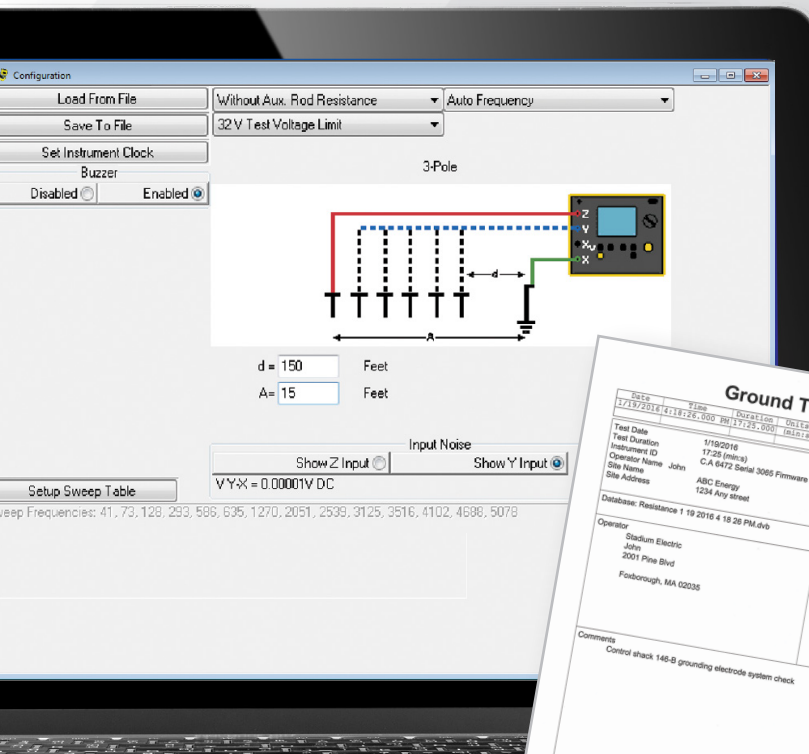 Configuration
Load From File
Without Aux. Rod Resistance
Auto Frequency
Save To File
32 V Test Voltage Limit
Set Instrument Clock
Buzzer
Disabled
Enabled
3-Pole
Z
Y
Xv
X
d
A
d = 150 Feet
A= 15 Feet
Input Noise
Show Z Input
Show Y Input
V Y-X = 0.00001V DC
Setup Sweep Table
weep Frequencies: 41, 73, 128, 293, 586, 635, 1270, 2051, 2539, 3125, 3516, 4102, 4688, 5078
Ground T
Date Time Duration Units
1/19/2016 4:18:26.000 PM 17:25.000 (min:s
Test Date 1/19/2016
Test Duration 17:25 (min:s)
Instrument ID C.A 6472 Serial 3065 Firmware
Operator Name John
Site Name ABC Energy
Site Address 1234 Any street
Database: Resistance 1 19 2016 4 18 26 PM.dvb
Operator
Stadium Electric
John
2001 Pine Blvd
Foxborough, MA 02035
Comments
Control shack 146-B grounding electrode system check